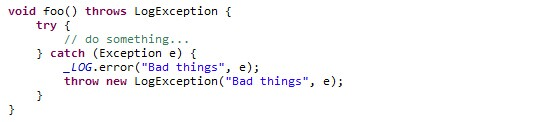 void foo() throws LogException {
    try {
        // do something...
    } catch (Exception e) {
        _LOG.error("Bad things", e);
        throw new LogException("Bad things", e);
    }
}